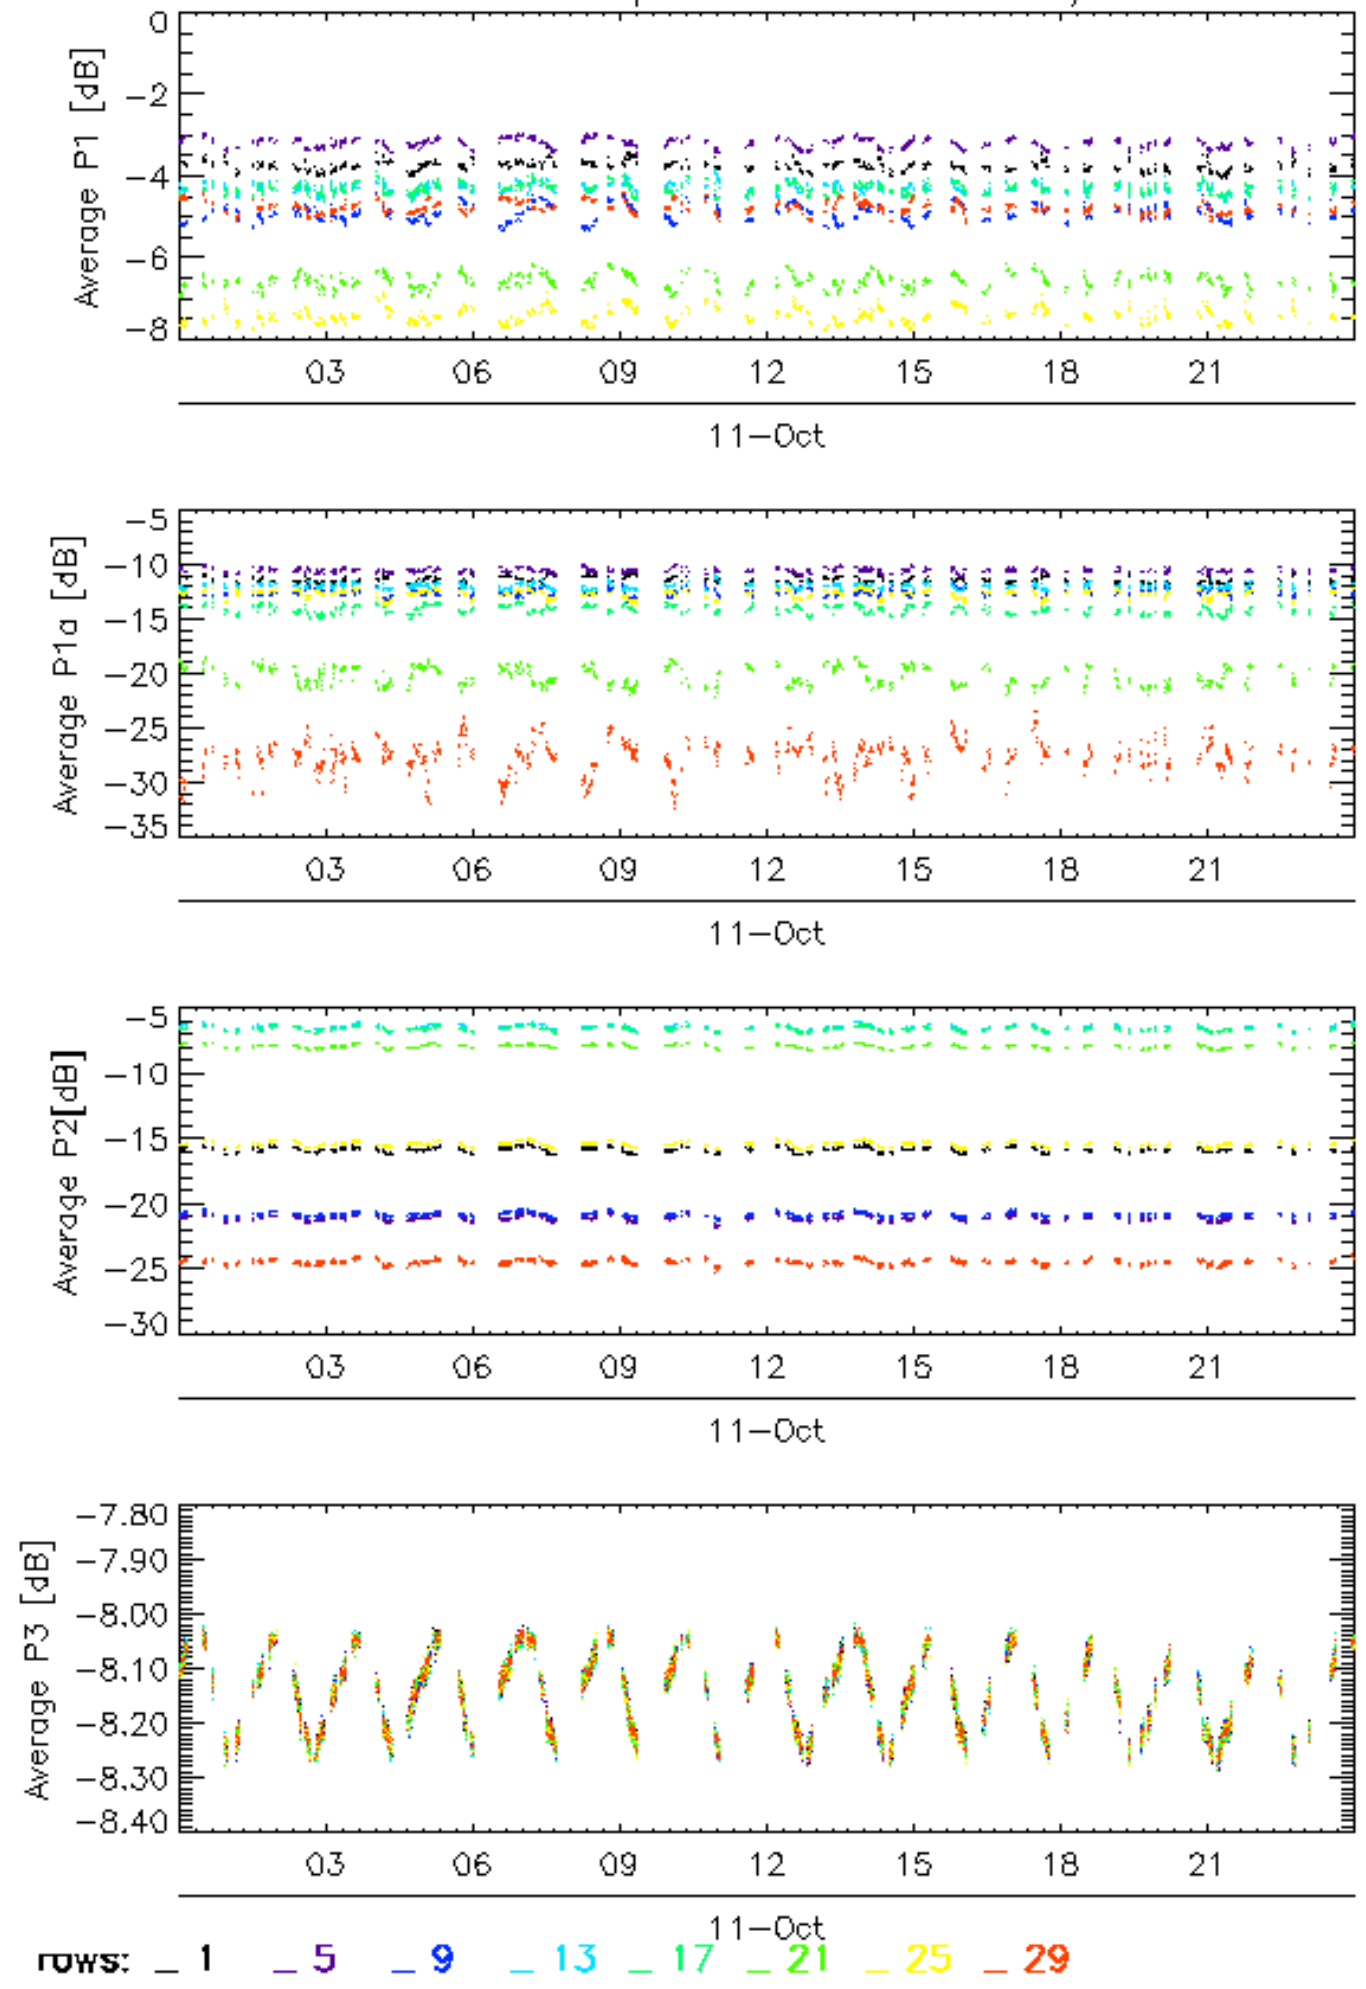 0
-2
-4
-6
-8
Average P1 [dB]
03 06 09 12 15 18 21
11-Oct
-5
-10
-15
-20
-25
-30
-35
Average P1a [dB]
03 06 09 12 15 18 21
11-Oct
-5
-10
-15
-20
-25
-30
Average P2[dB]
03 06 09 12 15 18 21
11-Oct
-7.80
-7.90
-8.00
-8.10
-8.20
-8.30
-8.40
Average P3 [dB]
03 06 09 12 15 18 21
11-Oct
rows: _ 1 _ 5 _ 9 _ 13 _ 17 _ 21 _ 25 _ 29